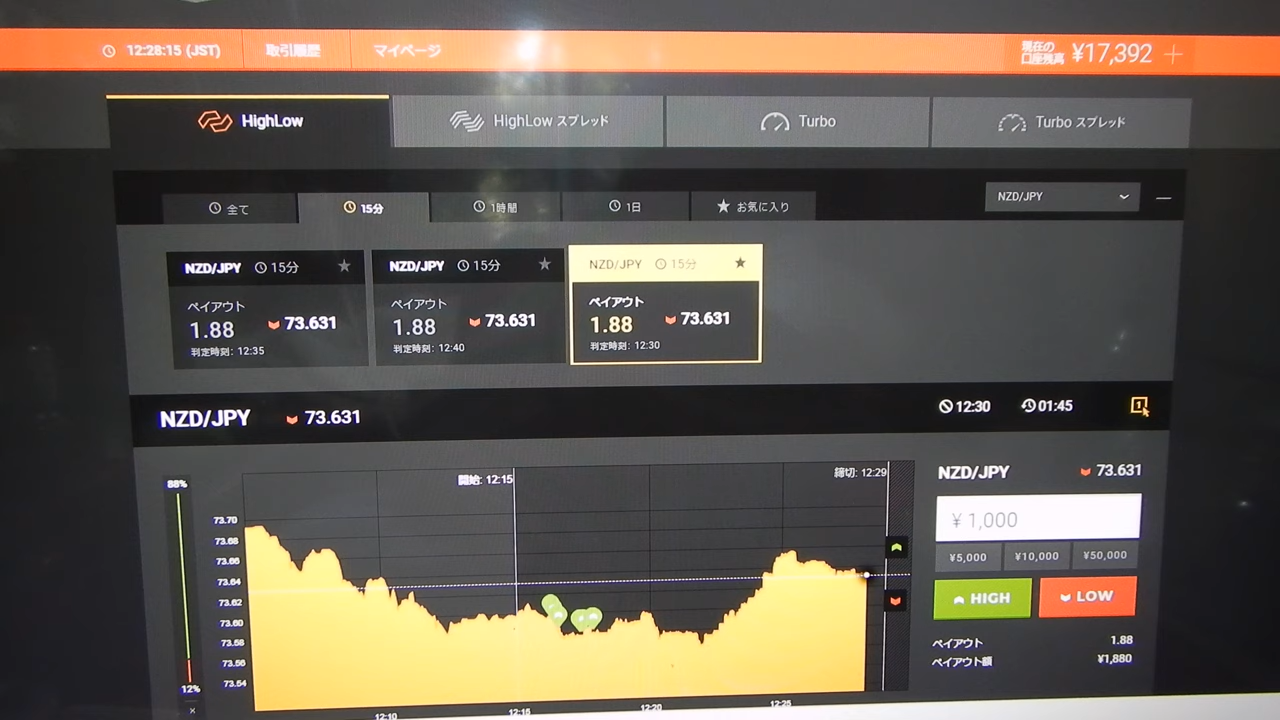 12:28:15 (JST) 取引履歴 マイページ 現在の口座残高 ¥17,392 +
HighLow HighLow スプレッド Turbo Turbo スプレッド
全て 15分 1時間 1日 お気に入り NZD/JPY
NZD/JPY 15分
ペイアウト
1.88 73.631
判定時刻: 12:35
NZD/JPY 15分
ペイアウト
1.88 73.631
判定時刻: 12:40
NZD/JPY 15分
ペイアウト
1.88 73.631
判定時刻: 12:30
NZD/JPY 73.631 12:30 01:45 1
88%
12%
開始: 12:15 締切: 12:29
73.70
73.68
73.66
73.64
73.62
73.60
73.58
73.56
73.54
12:10 12:15 12:20 12:25
NZD/JPY 73.631
¥ 1,000
¥5,000 ¥10,000 ¥50,000
HIGH LOW
ペイアウト 1.88
ペイアウト額 ¥1,880